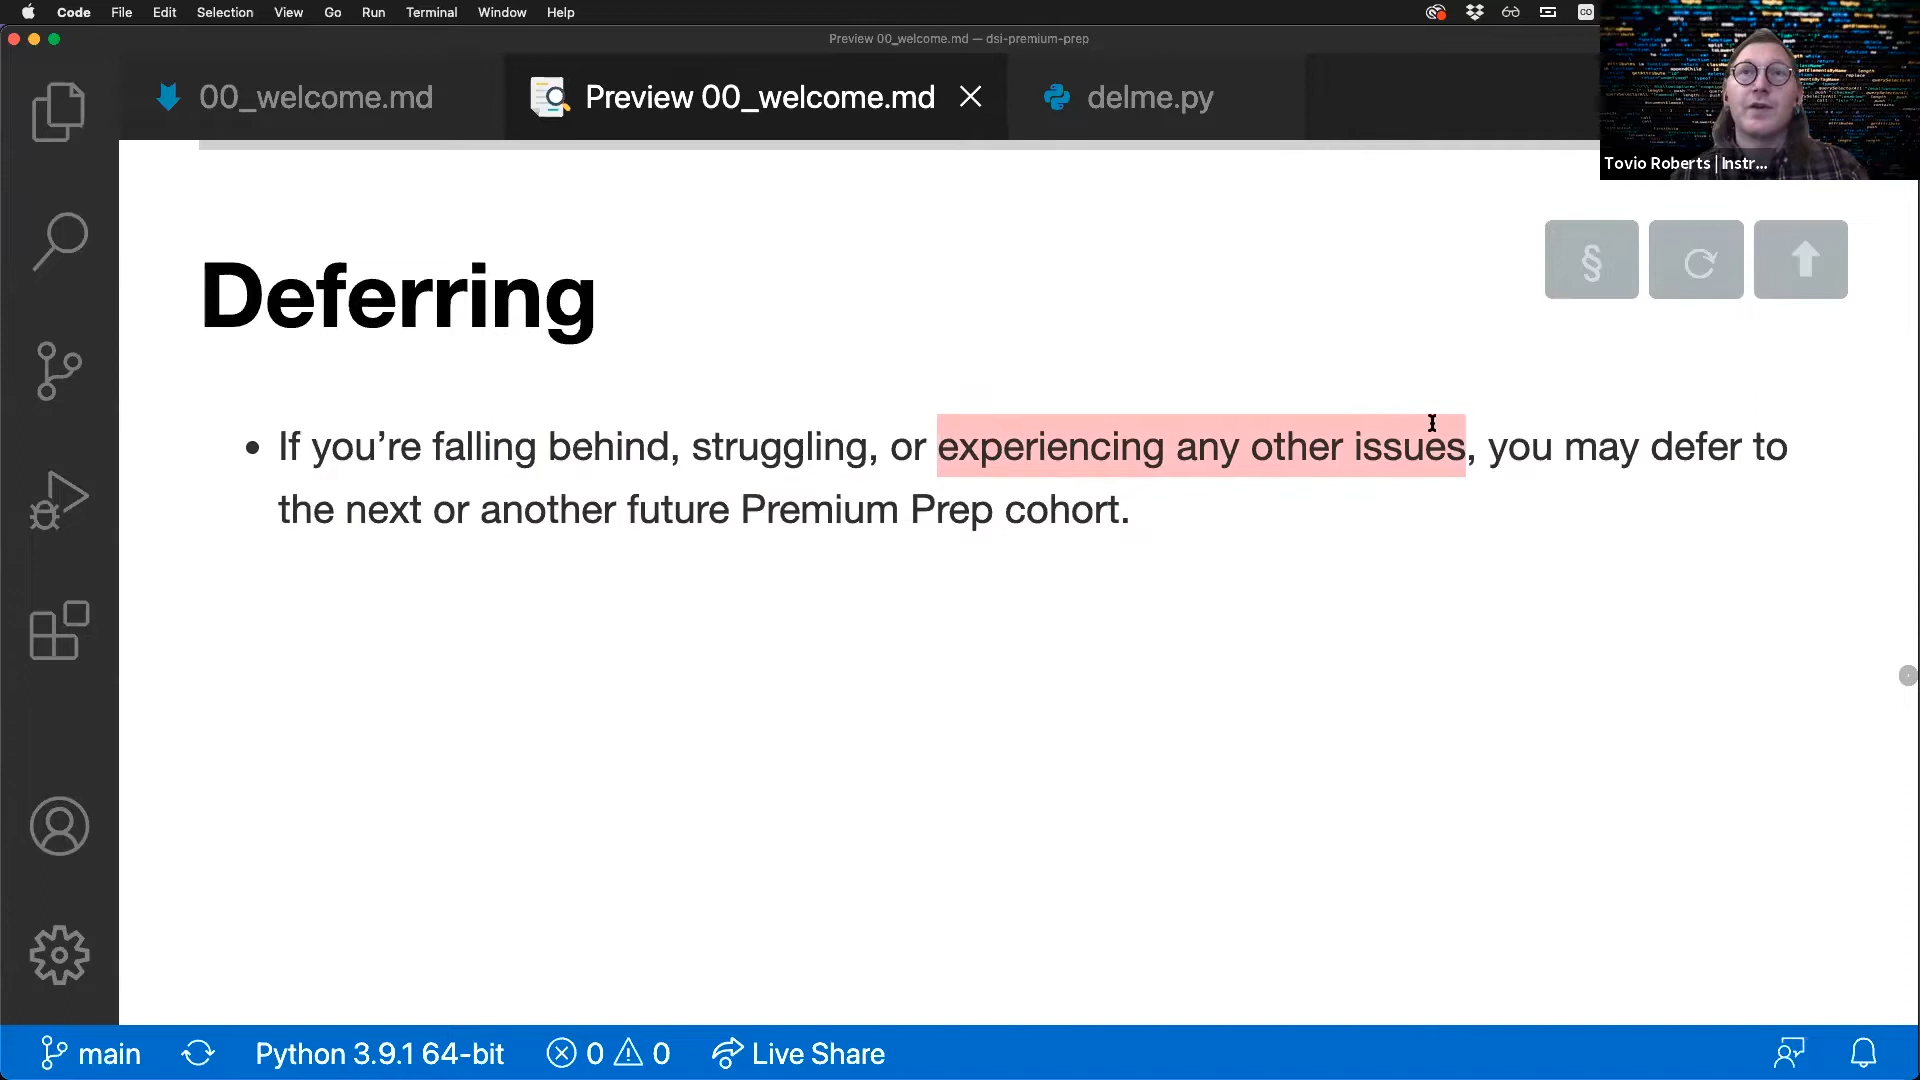 Code File Edit Selection View Go Run Terminal Window Help
Preview 00_welcome.md — dsi-premium-prep
00_welcome.md
Preview 00_welcome.md
delme.py
Tovio Roberts | Instr...
§
Deferring
• If you’re falling behind, struggling, or experiencing any other issues, you may defer to
the next or another future Premium Prep cohort.
main
Python 3.9.1 64-bit
0
0
Live Share